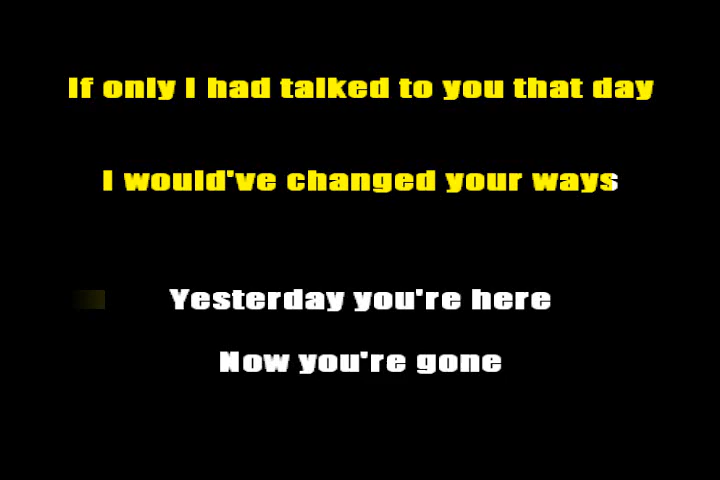 If only I had talked to you that day
I would've changed your ways
Yesterday you're here
Now you're gone